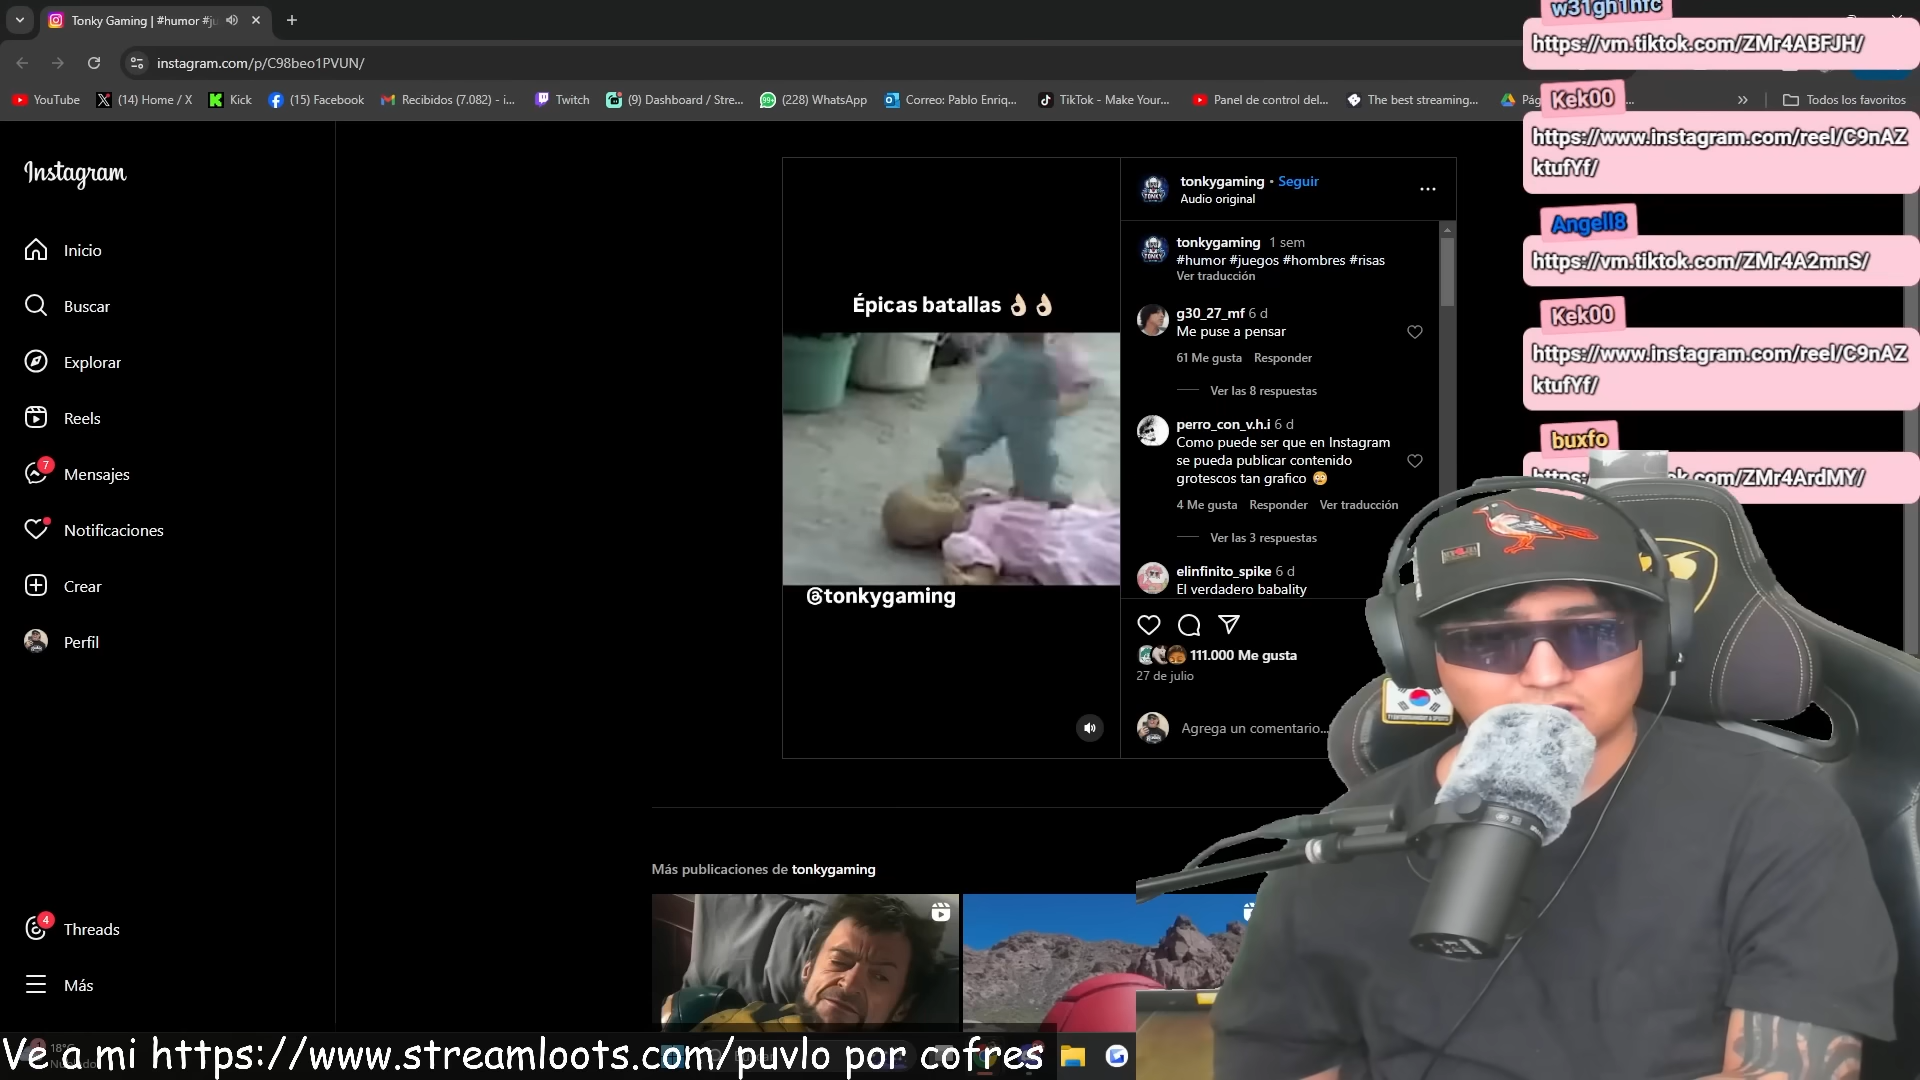 Tonky Gaming | #humor #ju
instagram.com/p/C98beo1PVUN/
YouTube
(14) Home / X
Kick
(15) Facebook
Recibidos (7.082) - i...
Twitch
(9) Dashboard / Stre...
(228) WhatsApp
Correo: Pablo Enriq...
TikTok - Make Your...
Panel de control del...
The best streaming...
Todos los favoritos
Instagram
Inicio
Buscar
Explorar
Reels
7
Mensajes
Notificaciones
Crear
Perfil
4
Threads
Más
Épicas batallas 👌🏻👌🏻
@tonkygaming
tonkygaming • Seguir
Audio original
tonkygaming 1 sem
#humor #juegos #hombres #risas
Ver traducción
g30_27_mf 6 d
Me puse a pensar
61 Me gusta Responder
Ver las 8 respuestas
perro_con_v.h.i 6 d
Como puede ser que en Instagram
se pueda publicar contenido
grotescos tan grafico 😳
4 Me gusta Responder Ver traducción
Ver las 3 respuestas
elinfinito_spike 6 d
El verdadero babality
111.000 Me gusta
27 de julio
Agrega un comentario...
Más publicaciones de tonkygaming
w31gh1nfc
https://vm.tiktok.com/ZMr4ABFJH/
Kek00
https://www.instagram.com/reel/C9nAZ
ktufYf/
Angell8
https://vm.tiktok.com/ZMr4A2mnS/
Kek00
https://www.instagram.com/reel/C9nAZ
ktufYf/
buxfo
https: ok.com/ZMr4ArdMY/
18°C
Ve a mi https://www.streamloots.com/puvlo por cofres